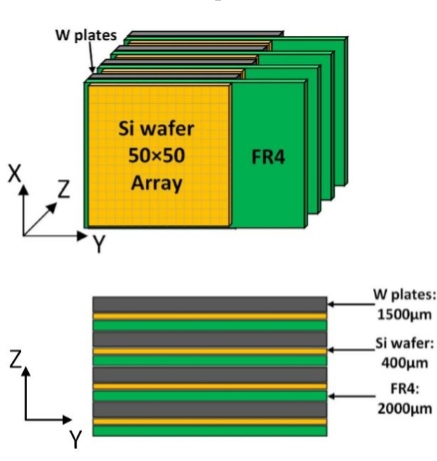 W plates
Si wafer
50×50
Array
FR4
X
Z
Y
W plates:
1500µm
Si wafer:
400µm
FR4:
2000µm
Z
Y